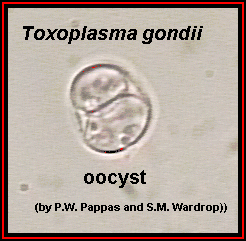 Toxoplasma gondii
oocyst
(by P.W. Pappas and S.M. Wardrop))